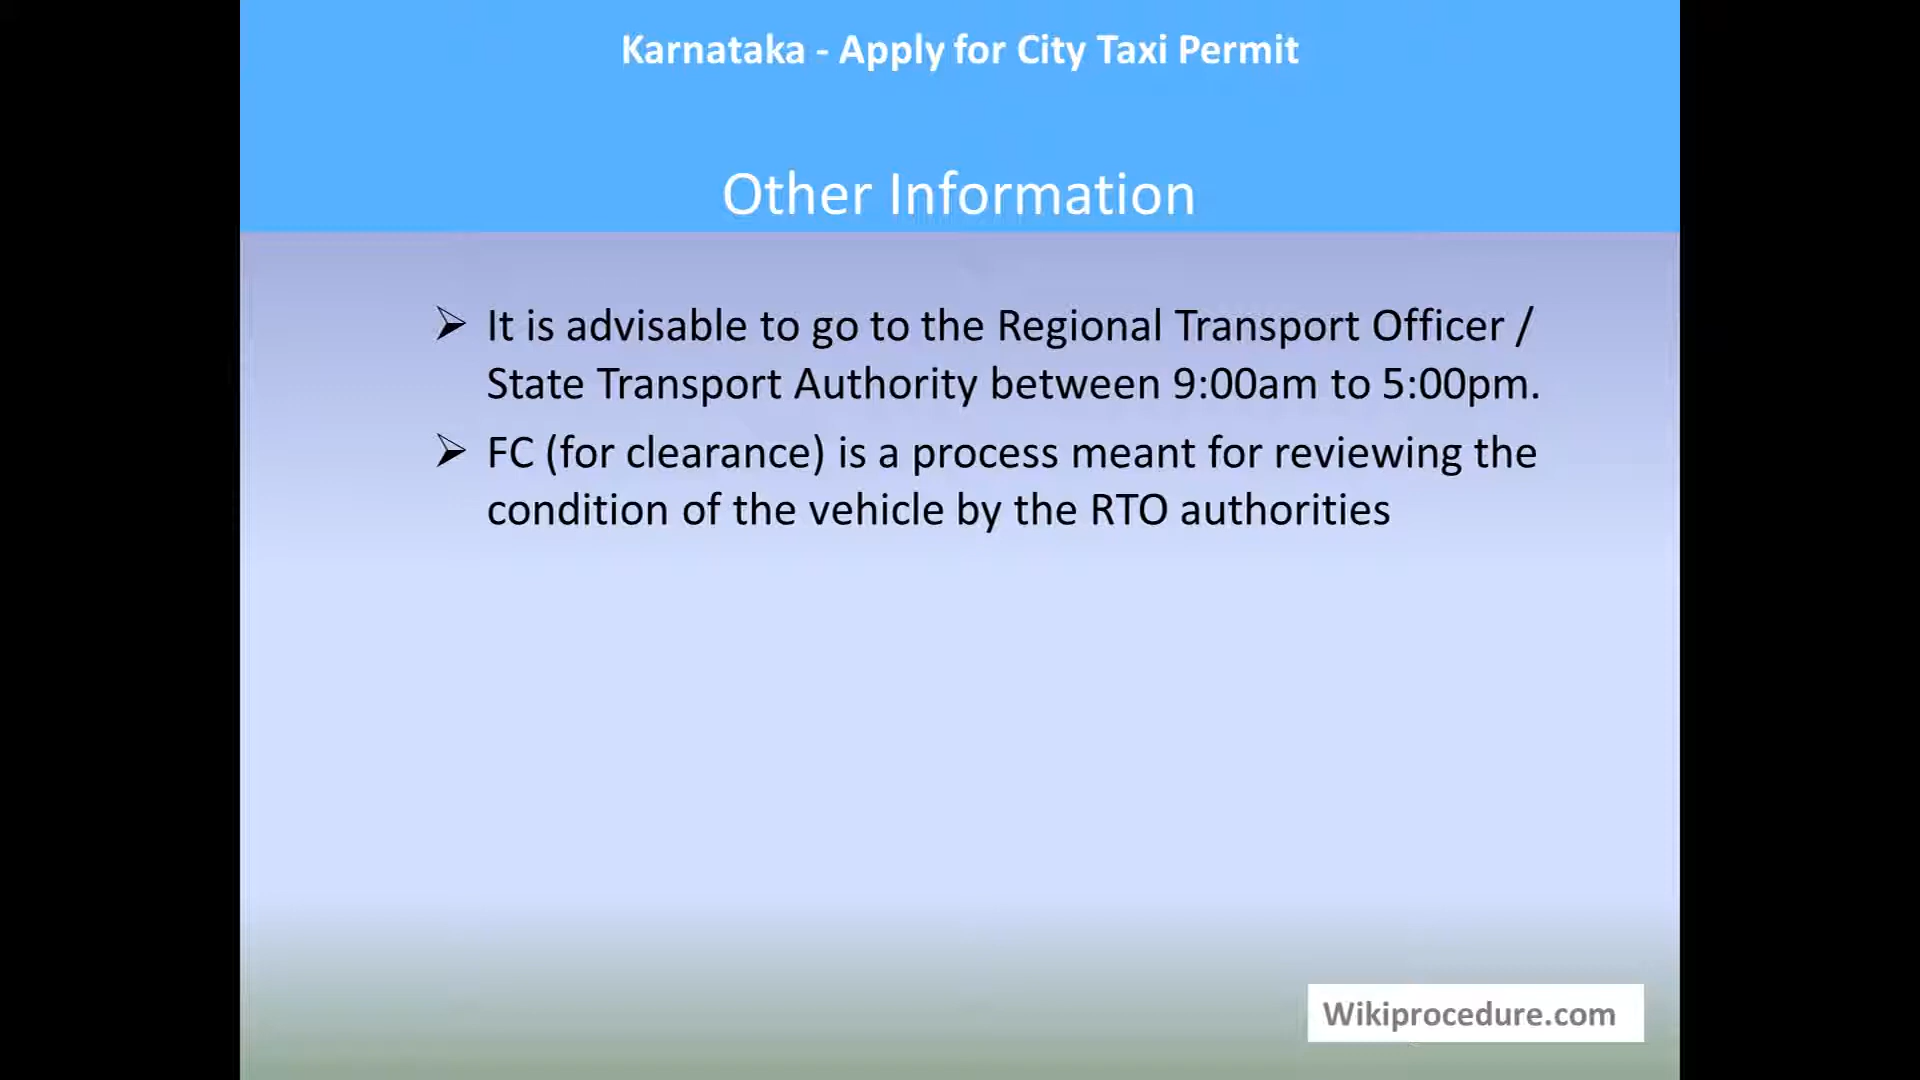 Karnataka - Apply for City Taxi Permit
Other Information
➢ It is advisable to go to the Regional Transport Officer /
State Transport Authority between 9:00am to 5:00pm.
➢ FC (for clearance) is a process meant for reviewing the
condition of the vehicle by the RTO authorities
Wikiprocedure.com